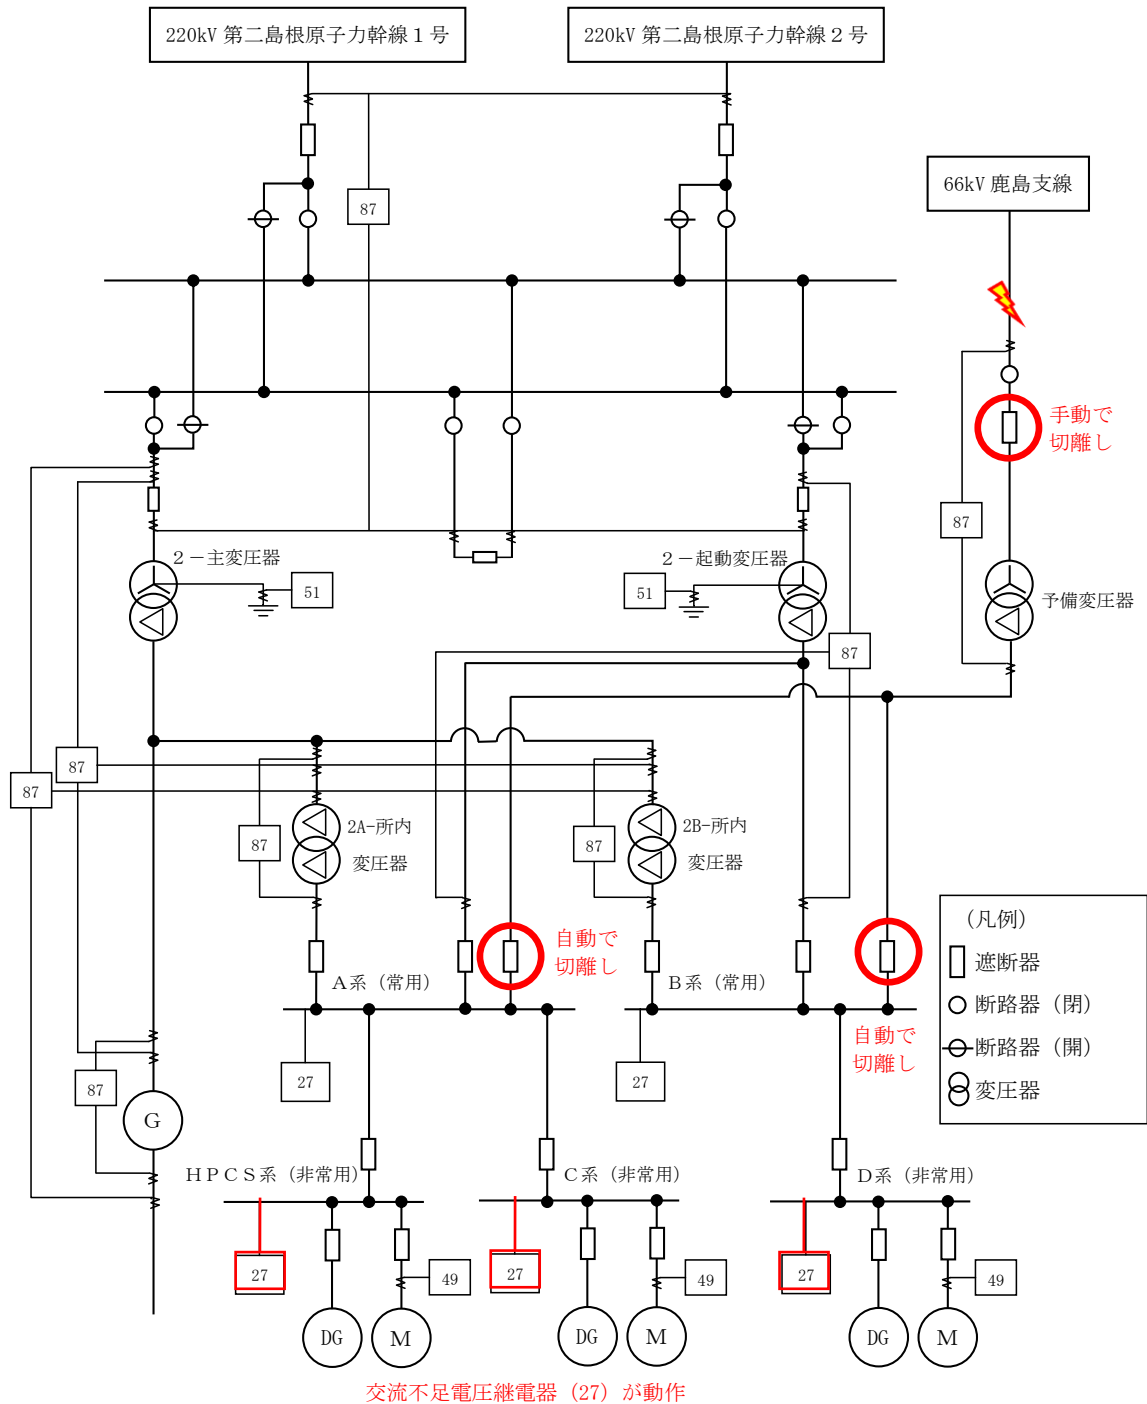 220kV 第二島根原子力幹線１号
220kV 第二島根原子力幹線２号
66kV 鹿島支線
87
手動で
切離し
87
２－主変圧器
51
２－起動変圧器
51
予備変圧器
87
87
87
87
2A-所内
変圧器
87
2B-所内
変圧器
自動で
切離し
Ａ系（常用）
Ｂ系（常用）
自動で
切離し
（凡例）
遮断器
断路器（閉）
断路器（開）
変圧器
27
27
87
G
ＨＰＣＳ系（非常用）
Ｃ系（非常用）
Ｄ系（非常用）
27
49
27
49
27
49
DG
M
DG
M
DG
M
交流不足電圧継電器（27）が動作